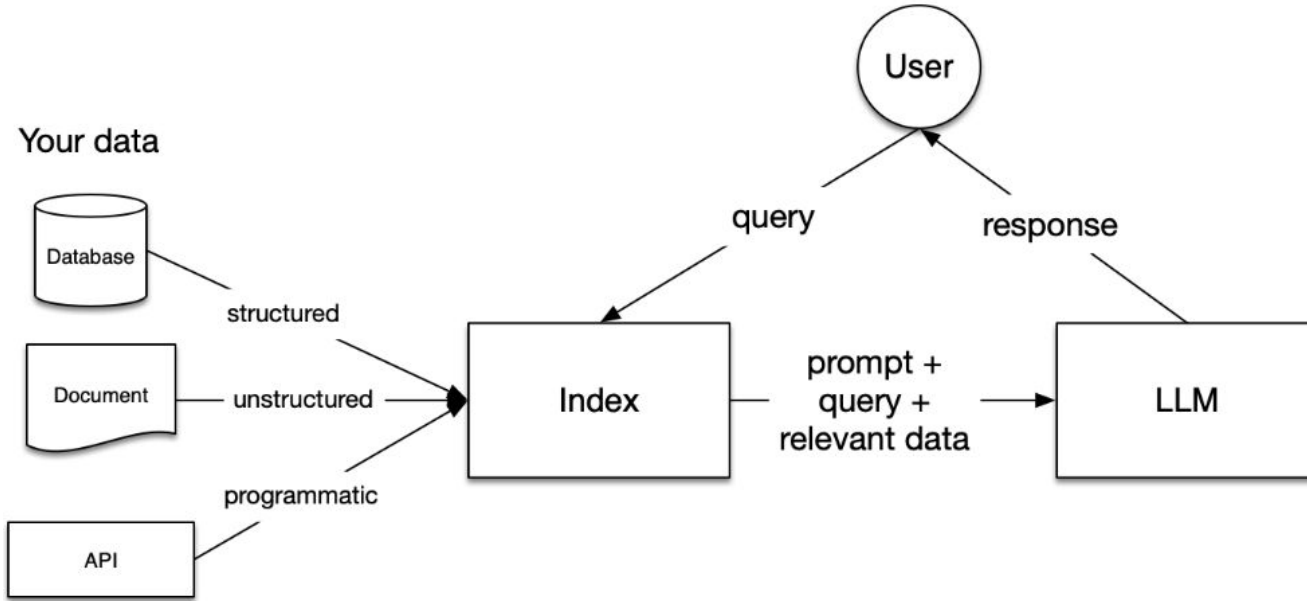 User
Your data
query
response
Database
structured
Document
unstructured
Index
prompt +
query +
relevant data
LLM
programmatic
API